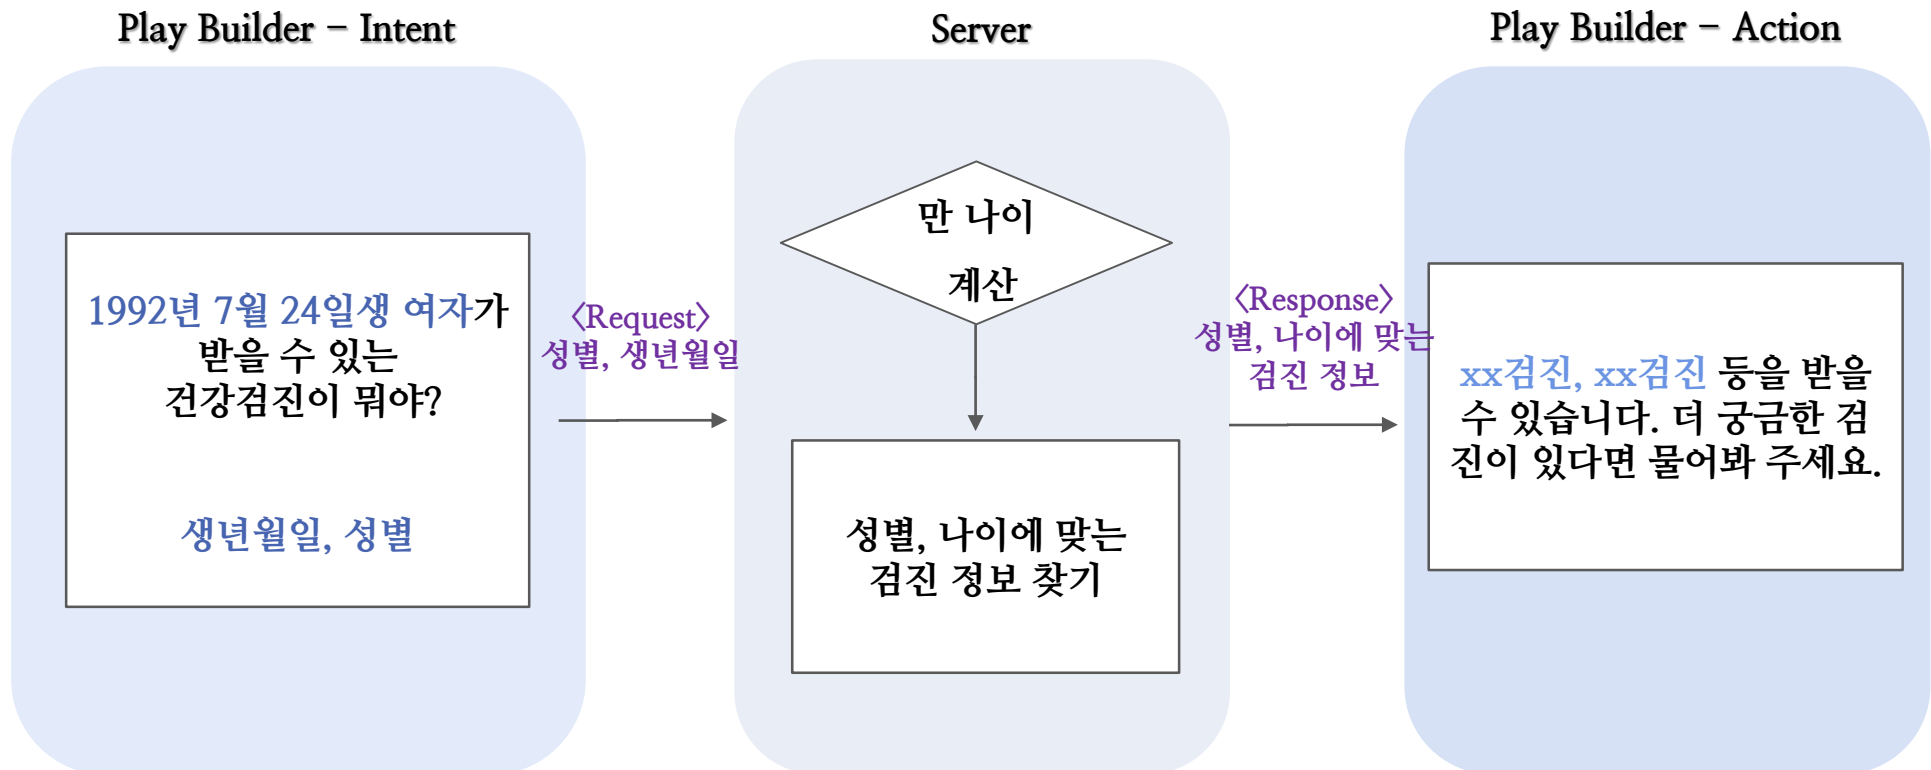 Play Builder – Intent
1992년 7월 24일생 여자가
받을 수 있는
건강검진이 뭐야?
생년월일, 성별
<Request>
성별, 생년월일
Server
만 나이
계산
성별, 나이에 맞는
검진 정보 찾기
<Response>
성별, 나이에 맞는
검진 정보
Play Builder – Action
xx검진, xx검진 등을 받을
수 있습니다. 더 궁금한 검
진이 있다면 물어봐 주세요.